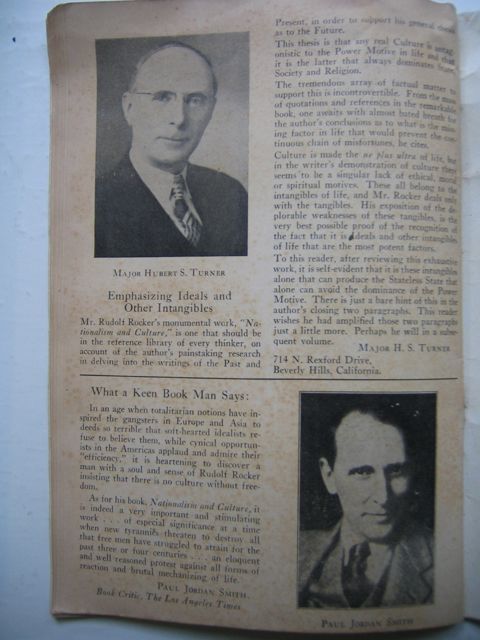 MAJOR HUBERT S. TURNER
Emphasizing Ideals and
Other Intangibles
Mr. Rudolf Rocker's monumental work, "Na-
tionalism and Culture," is one that should be
in the reference library of every thinker, on
account of the author's painstaking research
in delving into the writings of the Past and
Present, in order to support his general
as to the Future.
This thesis is that any real Culture is antag-
onistic to the Power Motive in life and that
it is the latter that always dominates State,
Society and Religion.
The tremendous array of factual matter to
support this is incontrovertible. From the
of quotations and references in the remarkable
book, one awaits with almost bated breath for
the author's conclusions as to what is the miss-
ing factor in life that would prevent the con-
tinuous chain of misfortunes, he cites.
Culture is made the ne plus ultra of life, but
in the writer's demonstration of culture there
seems to be a singular lack of ethical, moral
or spiritual motives. These all belong to the
intangibles of life, and Mr. Rocker deals only
with the tangibles. His exposition of the de-
plorable weaknesses of these tangibles, is the
very best possible proof of the recognition of
the fact that it is ideals and other intangibles
of life that are the most potent factors.
To this reader, after reviewing this exhaustive
work, it is self-evident that it is these intangibles
alone that can produce the Stateless State that
alone can avoid the dominance of the Power
Motive. There is just a bare hint of this in the
author's closing two paragraphs. This reader
wishes he had amplified those two paragraphs
just a little more. Perhaps he will in a subse-
quent volume.
MAJOR H. S. TURNER
714 N. Rexford Drive,
Beverly Hills, California.
What a Keen Book Man Says:
In an age when totalitarian notions have in-
spired the gangsters in Europe and Asia to
deeds so terrible that soft-hearted idealists re-
fuse to believe them, while cynical opportun-
ists in the Americas applaud and admire their
"efficiency," it is heartening to discover a
man with a soul and sense of Rudolf Rocker
insisting that there is no culture without free-
dom.
As for his book, Nationalism and Culture, it
is indeed a very important and stimulating
work . . . of especial significance at a time
when new tyrannies threaten to destroy all
that free men have struggled to attain for the
past three or four centuries . . . an eloquent
and well reasoned protest against all forms of
reaction and brutal mechanizing of life.
PAUL JORDAN SMITH,
Book Critic, The Los Angeles Times
PAUL JORDAN SMITH